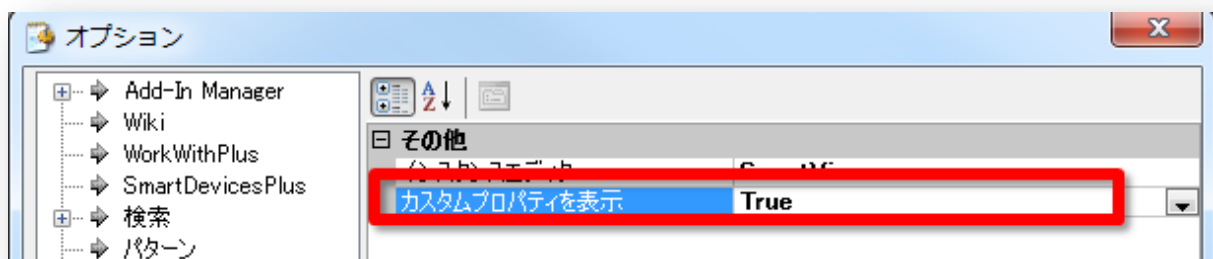 オプション
Add-In Manager
Wiki
WorkWithPlus
SmartDevicesPlus
検索
パターン
その他
カスタムプロパティを表示 True